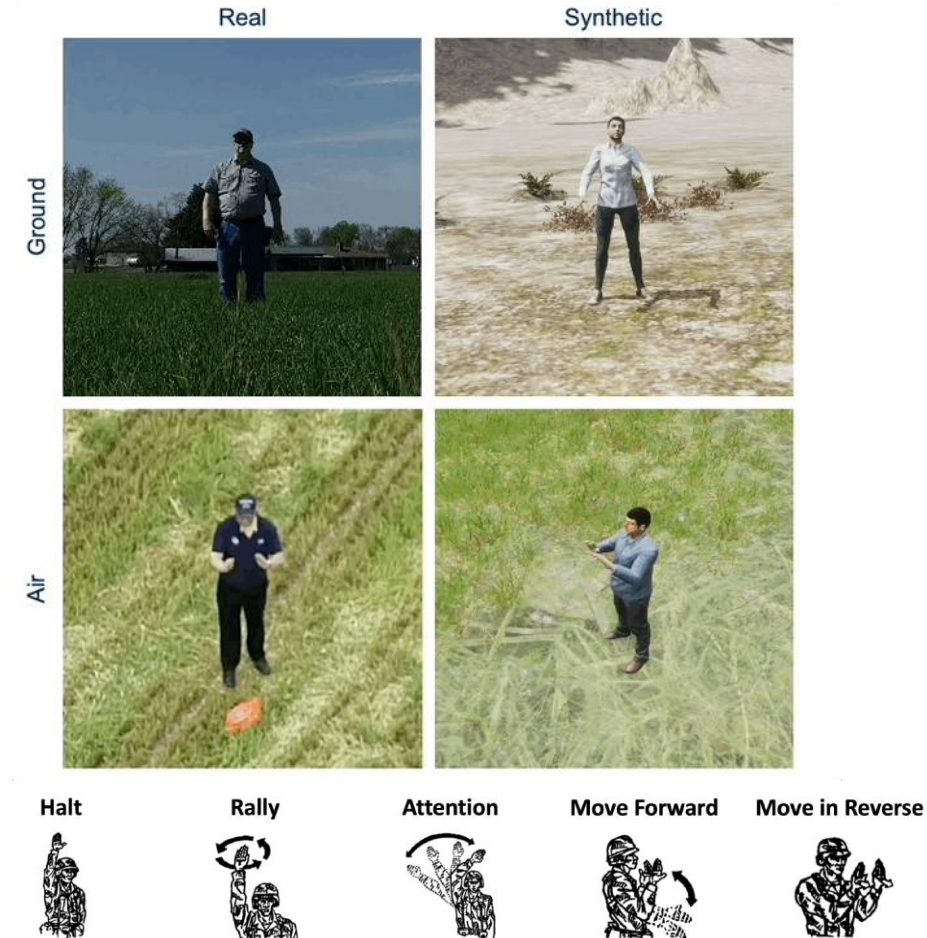 Real Synthetic
Ground
Air
Halt Rally Attention Move Forward Move in Reverse